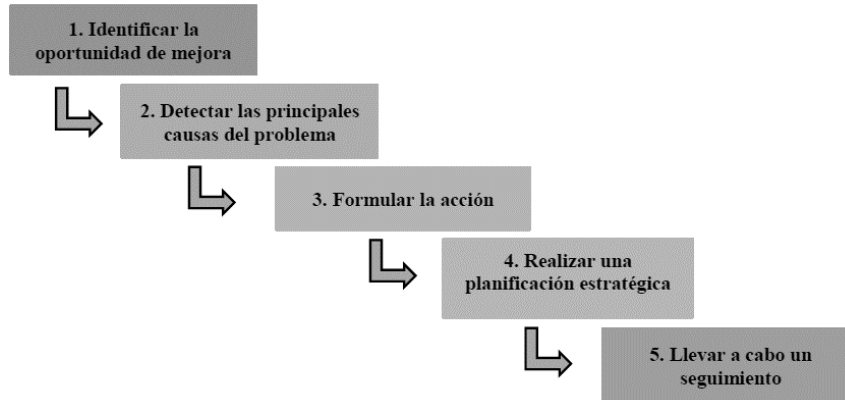 1. Identificar la
oportunidad de mejora
2. Detectar las principales
causas del problema
3. Formular la acción
4. Realizar una
planificación estratégica
5. Llevar a cabo un
seguimiento